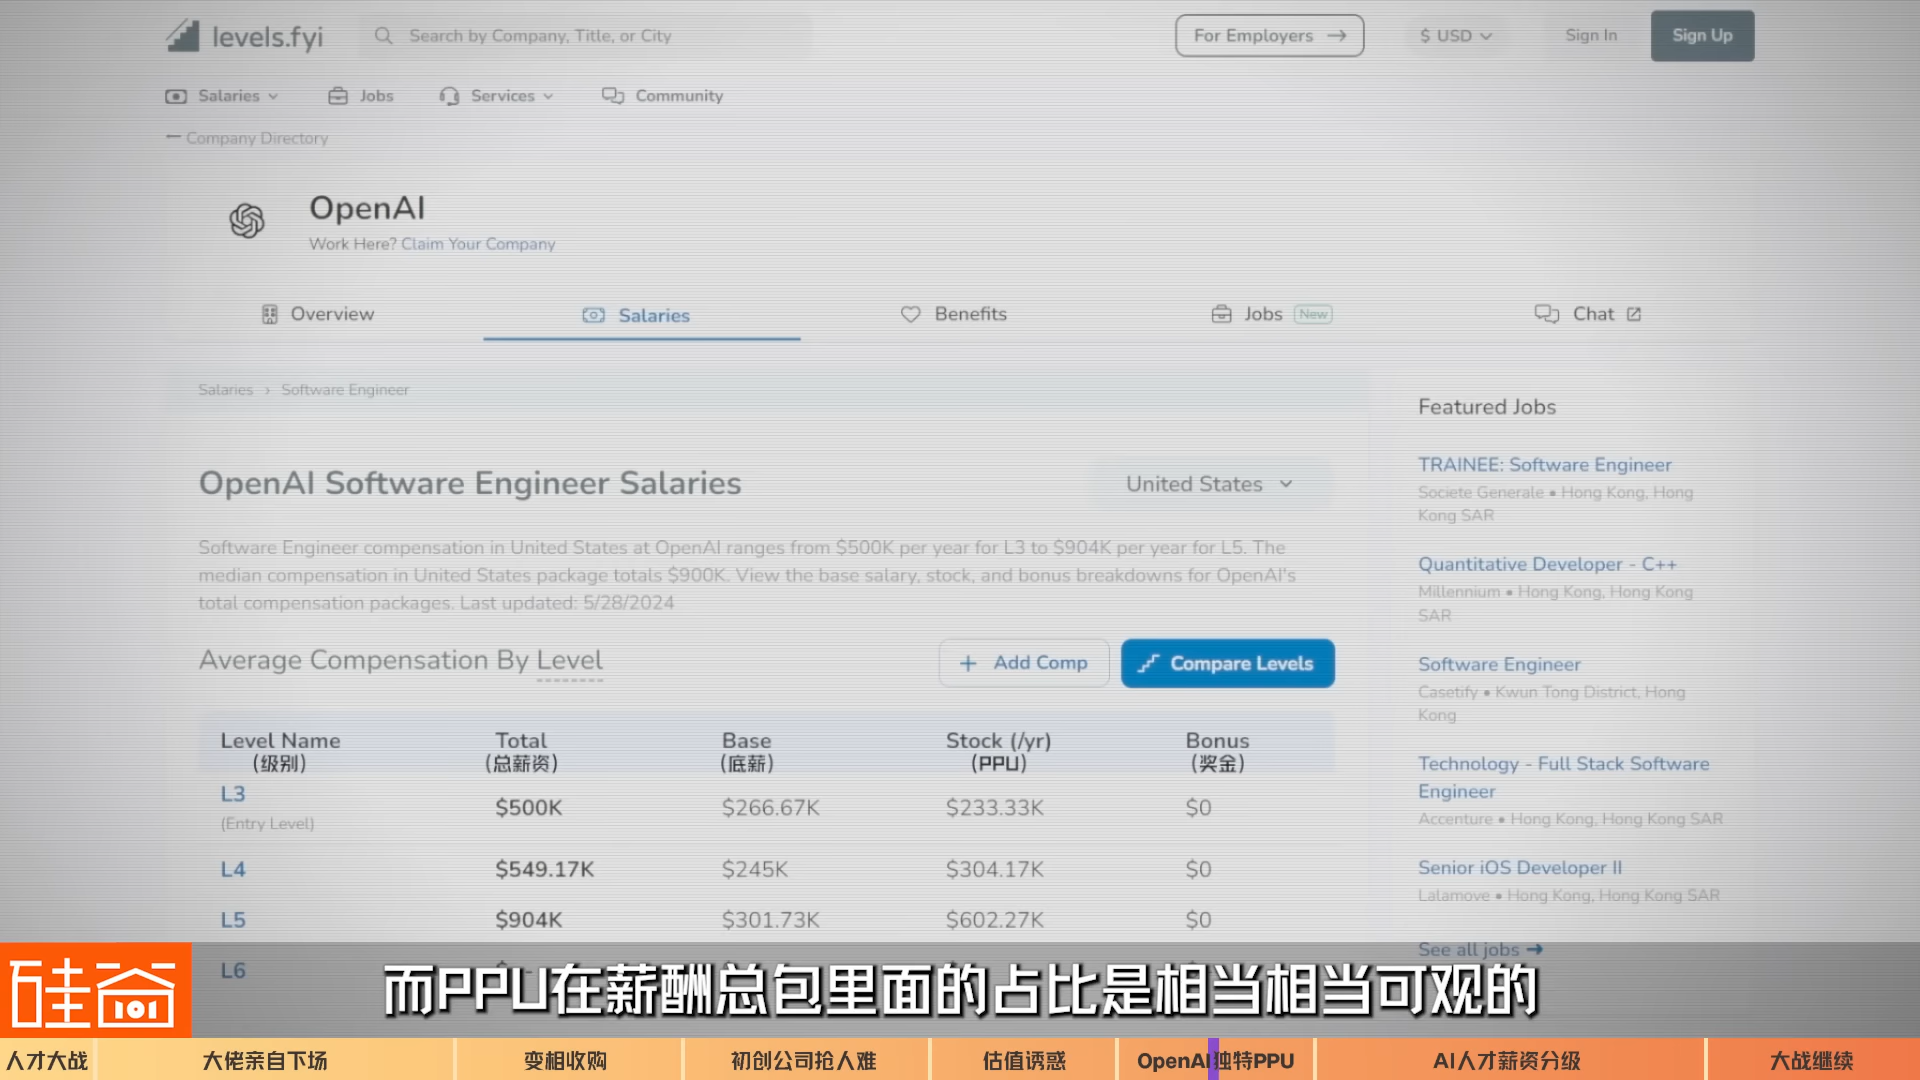 levels.fyi
Search by Company, Title, or City
For Employers →
$ USD
Sign In
Sign Up
Salaries
Jobs
Services
Community
← Company Directory
OpenAI
Work Here? Claim Your Company
Overview
Salaries
Benefits
Jobs New
Chat
Salaries › Software Engineer
OpenAI Software Engineer Salaries
United States
Software Engineer compensation in United States at OpenAI ranges from $500K per year for L3 to $904K per year for L5. The
median compensation in United States package totals $900K. View the base salary, stock, and bonus breakdowns for OpenAI's
total compensation packages. Last updated: 5/28/2024
Average Compensation By Level
+ Add Comp
Compare Levels
Level Name Total Base Stock (/yr) Bonus
(级别) (总薪资) (底薪) (PPU) (奖金)
L3 $500K $266.67K $233.33K $0
(Entry Level)
L4 $549.17K $245K $304.17K $0
L5 $904K $301.73K $602.27K $0
L6
Featured Jobs
TRAINEE: Software Engineer
Societe Generale • Hong Kong, Hong
Kong SAR
Quantitative Developer - C++
Millennium • Hong Kong, Hong Kong
SAR
Software Engineer
Casetify • Kwun Tong District, Hong
Kong
Technology - Full Stack Software
Engineer
Accenture • Hong Kong, Hong Kong SAR
Senior iOS Developer II
Lalamove • Hong Kong, Hong Kong SAR
See all jobs →
硅谷101
而PPU在薪酬总包里面的占比是相当相当可观的
人才大战 大佬亲自下场 变相收购 初创公司抢人难 估值诱惑 OpenAI独特PPU AI人才薪资分级 大战继续